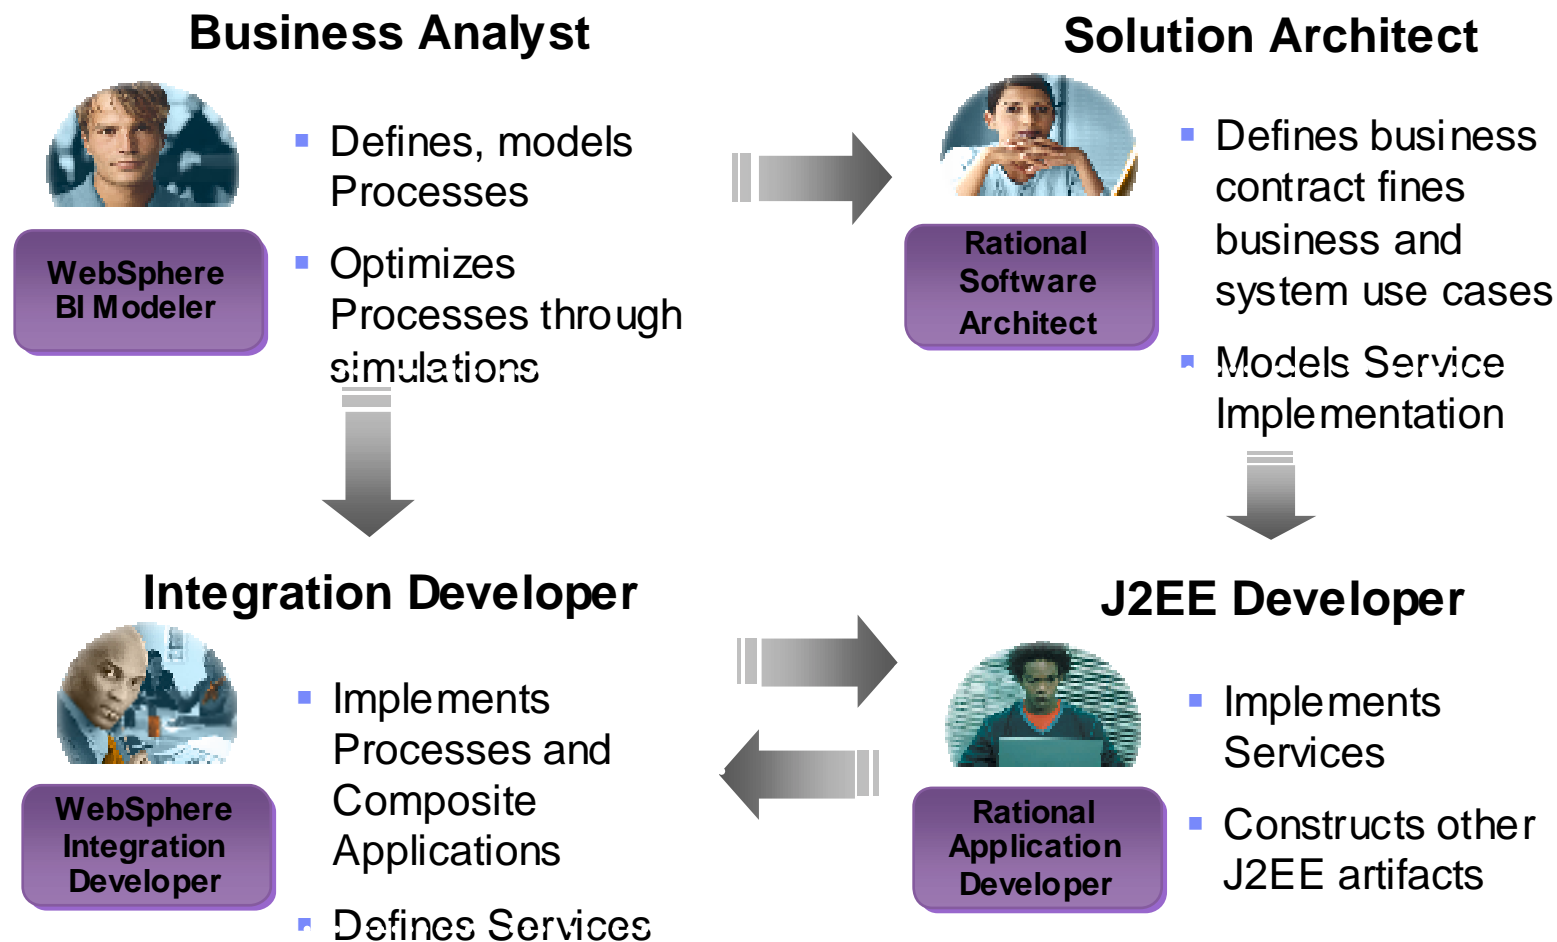 Business Analyst
Defines, models
Processes
Optimizes
Processes through
simulations
WebSphere
BI Modeler
Solution Architect
Defines business
contract fines
business and
system use cases
Models Service
Implementation
Rational
Software
Architect
Integration Developer
Implements
Processes and
Composite
Applications
Defines Services
WebSphere
Integration
Developer
J2EE Developer
Implements
Services
Constructs other
J2EE artifacts
Rational
Application
Developer